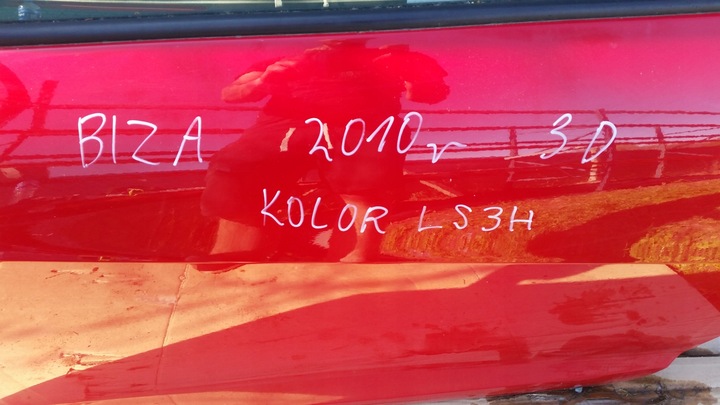 BIZA 2010r 3D
KOLOR LS3H